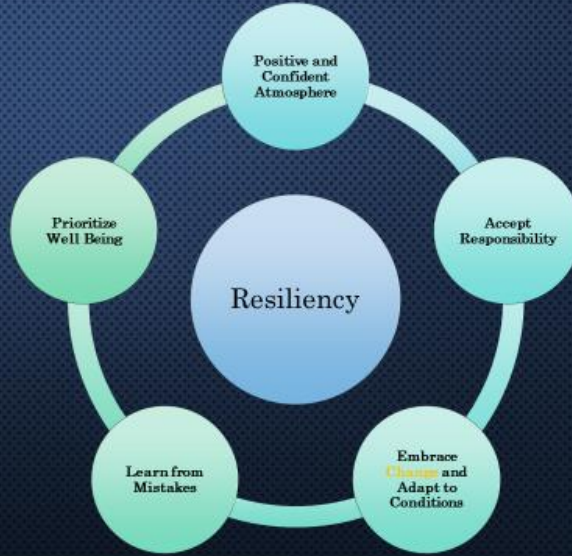 Positive and
Confident
Atmosphere
Prioritize
Well Being
Accept
Responsibility
Resiliency
Learn from
Mistakes
Embrace
Change and
Adapt to
Conditions